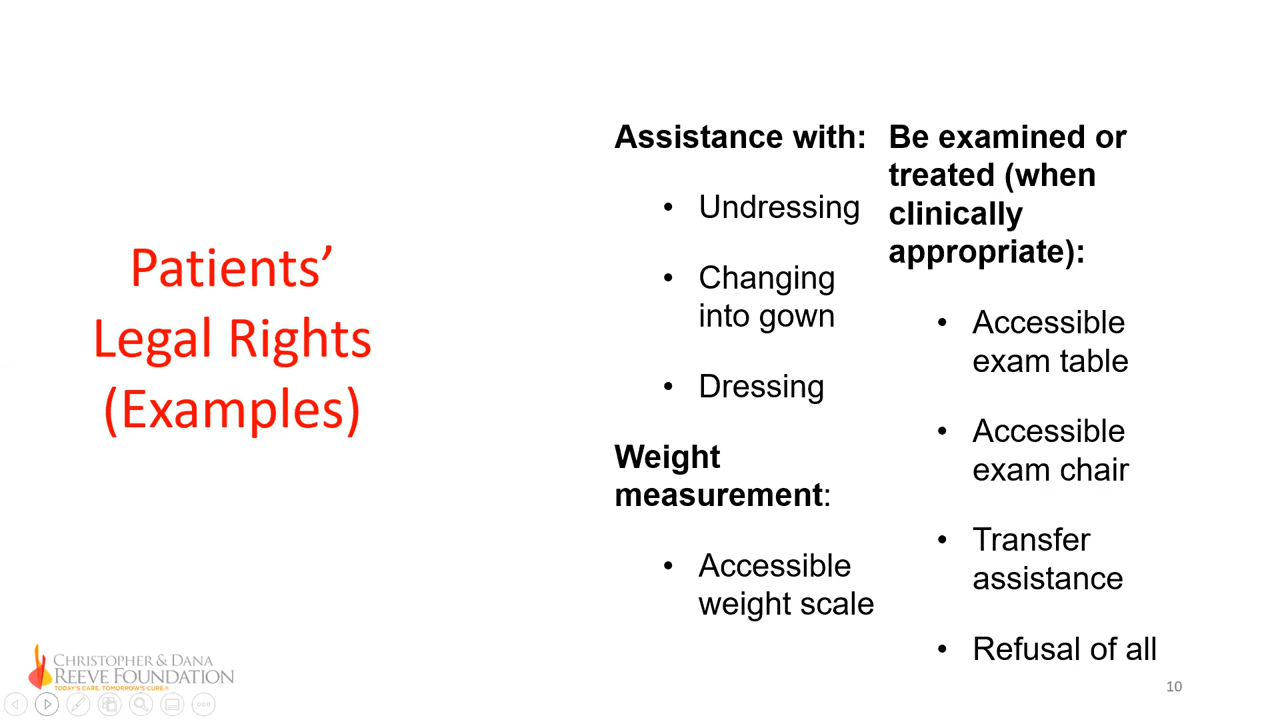 Patients’
Legal Rights
(Examples)
Assistance with:
• Undressing
• Changing
into gown
• Dressing
Weight
measurement:
• Accessible
weight scale
Be examined or
treated (when
clinically
appropriate):
• Accessible
exam table
• Accessible
exam chair
• Transfer
assistance
• Refusal of all
CHRISTOPHER & DANA
REEVE FOUNDATION
TODAY'S CARE. TOMORROW'S CURE.®
10